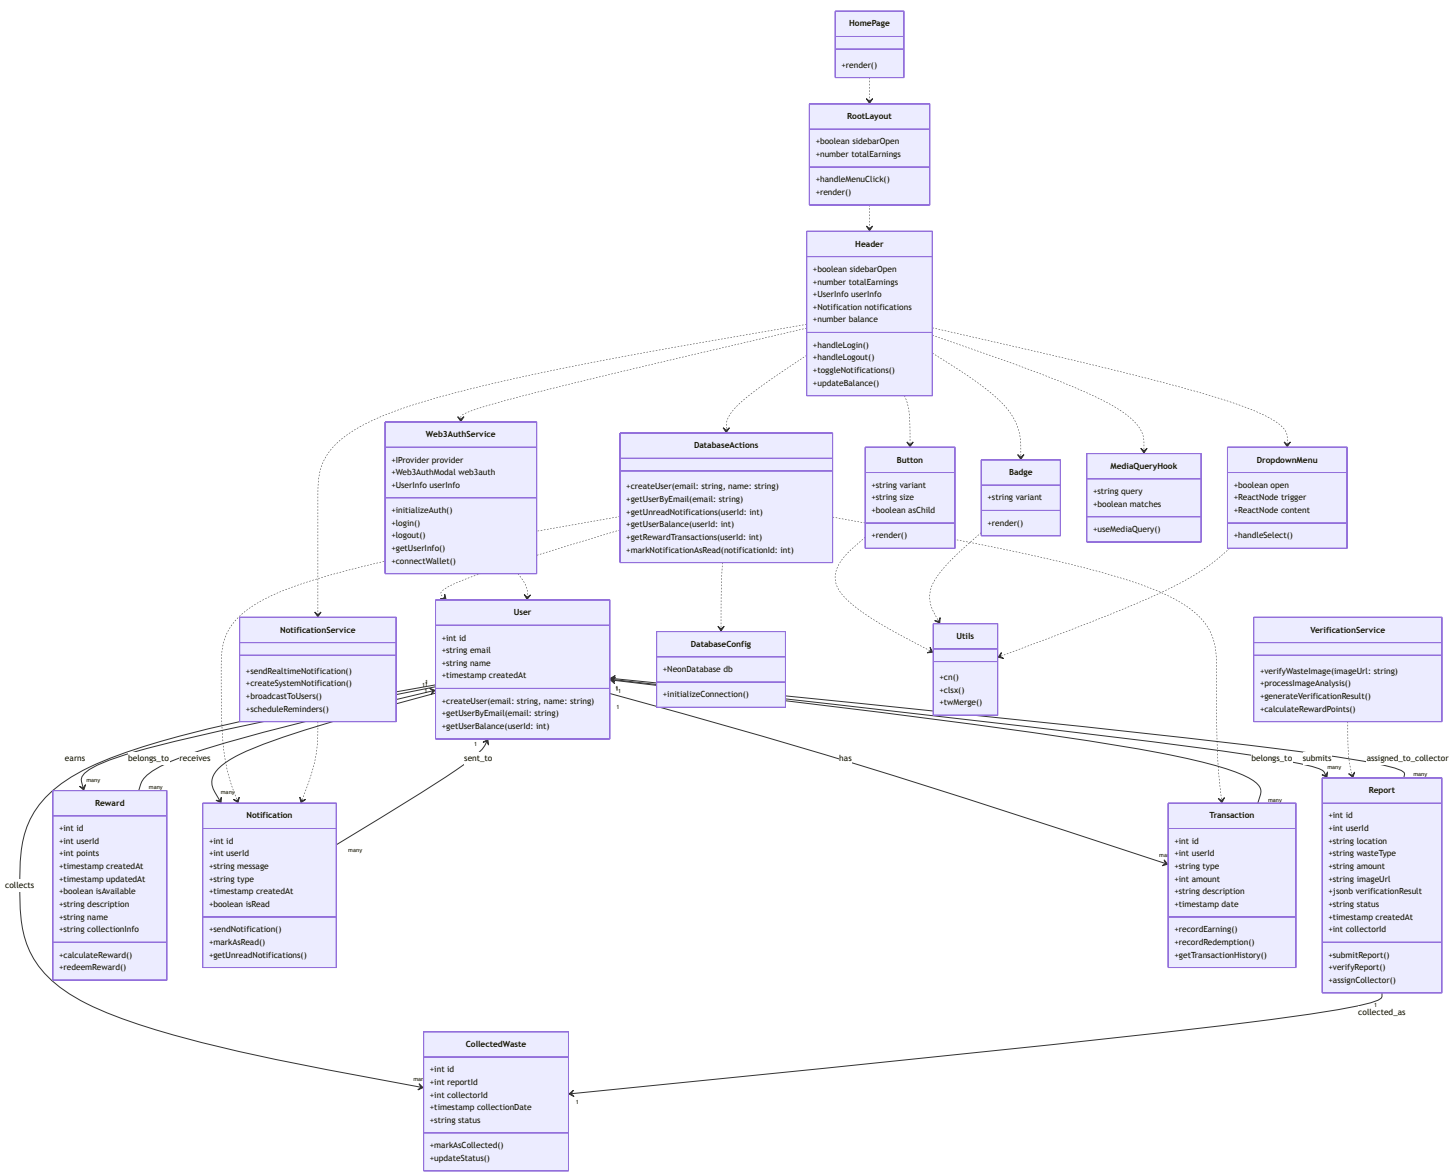 HomePage
+render()
RootLayout
+boolean sidebarOpen
+number totalEarnings
+handleMenuClick()
+render()
Header
+boolean sidebarOpen
+number totalEarnings
+UserInfo userInfo
+Notification notifications
+number balance
+handleLogin()
+handleLogout()
+toggleNotifications()
+updateBalance()
Web3AuthService
+IProvider provider
+Web3AuthModal web3auth
+UserInfo userInfo
+initializeAuth()
+login()
+logout()
+getUserInfo()
+connectWallet()
DatabaseActions
+createUser(email: string, name: string)
+getUserByEmail(email: string)
+getUnreadNotifications(userId: int)
+getUserBalance(userId: int)
+getRewardTransactions(userId: int)
+markNotificationAsRead(notificationId: int)
Button
+string variant
+string size
+boolean asChild
+render()
Badge
+string variant
+render()
MediaQueryHook
+string query
+boolean matches
+useMediaQuery()
DropdownMenu
+boolean open
+ReactNode trigger
+ReactNode content
+handleSelect()
NotificationService
+sendRealtimeNotification()
+createSystemNotification()
+broadcastToUsers()
+scheduleReminders()
User
+int id
+string email
+string name
+timestamp createdAt
+createUser(email: string, name: string)
+getUserByEmail(email: string)
+getUserBalance(userId: int)
DatabaseConfig
+NeonDatabase db
+initializeConnection()
Utils
+cn()
+clsx()
+twMerge()
VerificationService
+verifyWasteImage(imageUrl: string)
+processImageAnalysis()
+generateVerificationResult()
+calculateRewardPoints()
1
1
1
1
1
earns
belongs_to
receives
sent_to
has
belongs_to
submits
assigned_to_collector
many
many
many
many
many
many
many
Reward
+int id
+int userId
+int points
+timestamp createdAt
+timestamp updatedAt
+boolean isAvailable
+string description
+string name
+string collectionInfo
+calculateReward()
+redeemReward()
Notification
+int id
+int userId
+string message
+string type
+timestamp createdAt
+boolean isRead
+sendNotification()
+markAsRead()
+getUnreadNotifications()
Transaction
+int id
+int userId
+string type
+int amount
+string description
+timestamp date
+recordEarning()
+recordRedemption()
+getTransactionHistory()
Report
+int id
+int userId
+string location
+string wasteType
+string amount
+string imageUrl
+jsonb verificationResult
+string status
+timestamp createdAt
+int collectorId
+submitReport()
+verifyReport()
+assignCollector()
collects
1
collected_as
CollectedWaste
+int id
+int reportId
+int collectorId
+timestamp collectionDate
+string status
+markAsCollected()
+updateStatus()
1